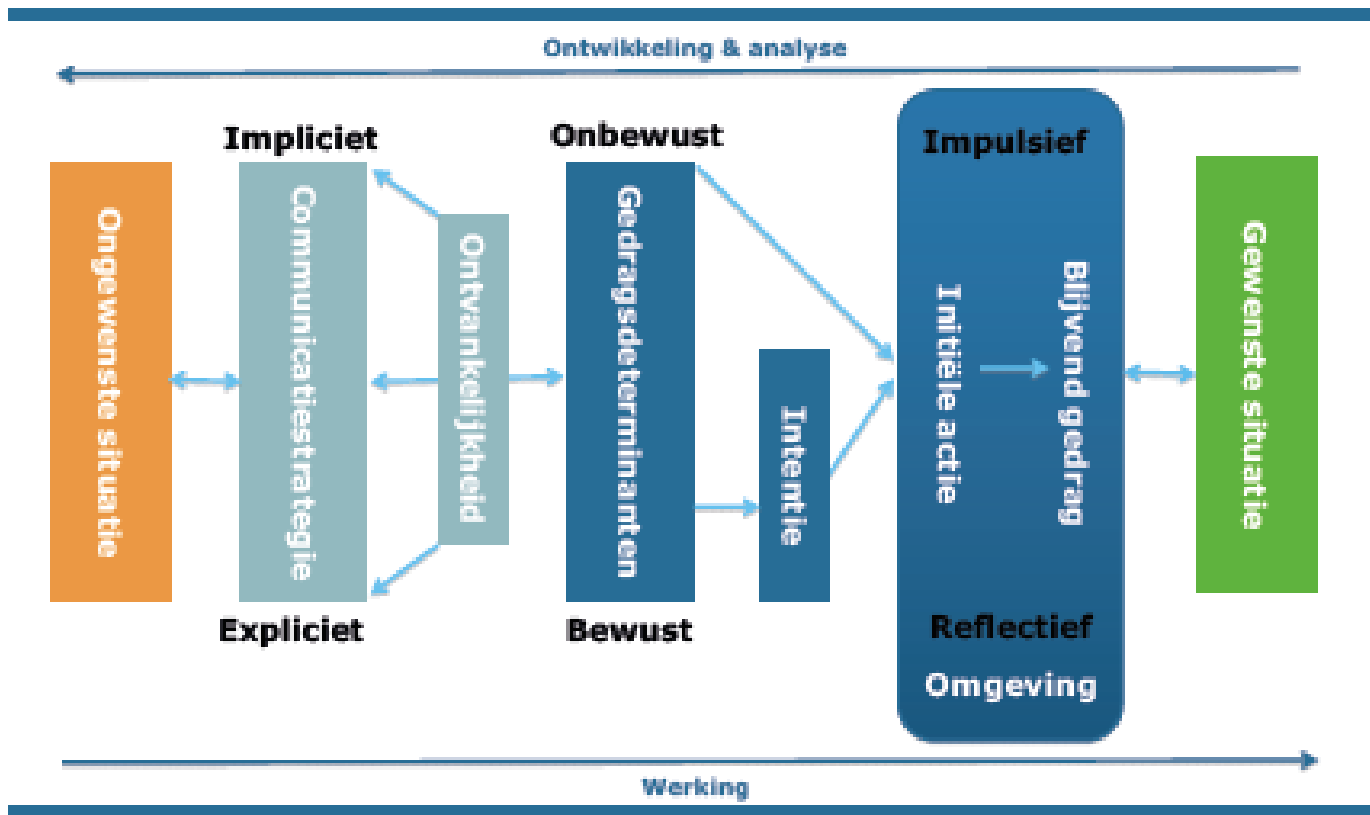 Ontwikkeling & analyse
Impliciet
Onbewust
Impulsief
Ongewenste situatie
Communicatiestrategie
Ontvankelijkheid
Gedragsdeterminanten
Intentie
Initiële actie
Blijvend gedrag
Gewenste situatie
Expliciet
Bewust
Reflectief
Omgeving
Werking